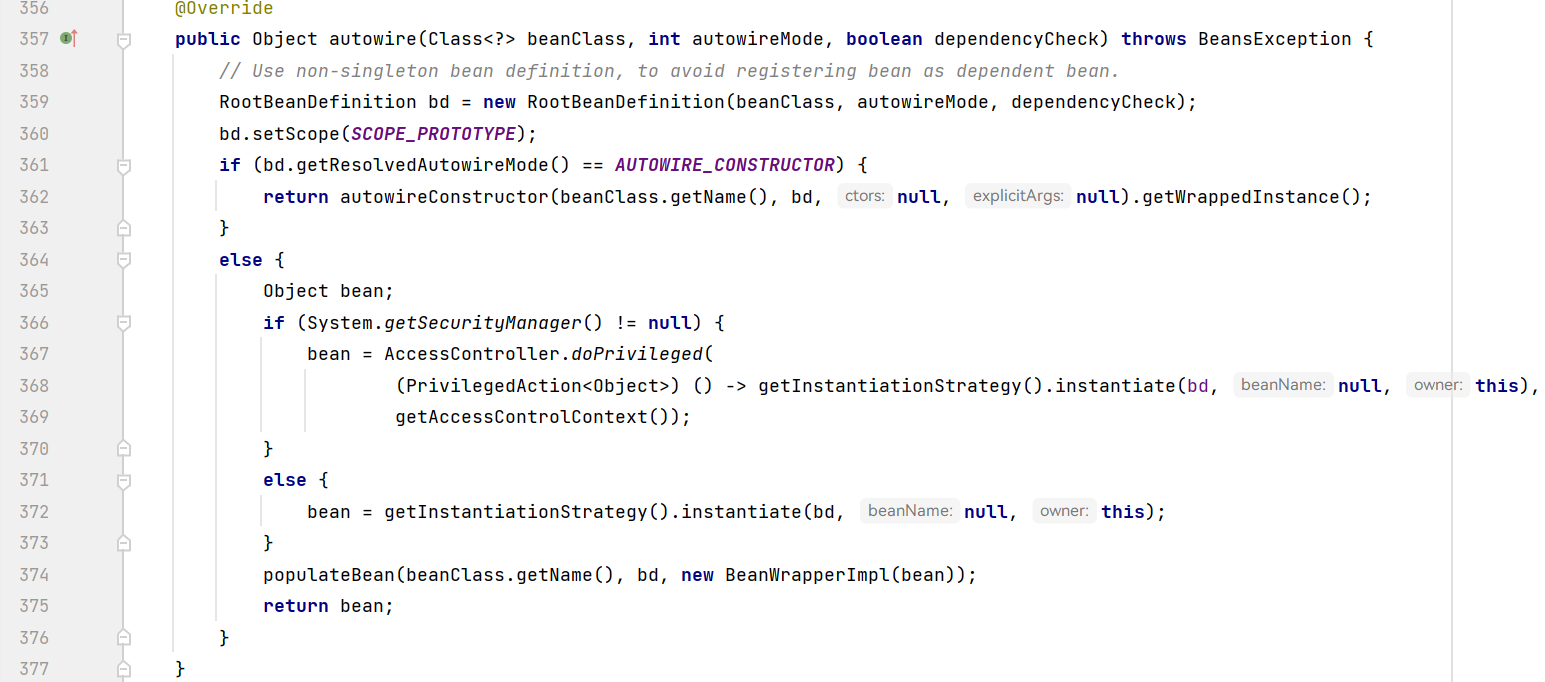 356 @Override
357 public Object autowire(Class<?> beanClass, int autowireMode, boolean dependencyCheck) throws BeansException {
358 // Use non-singleton bean definition, to avoid registering bean as dependent bean.
359 RootBeanDefinition bd = new RootBeanDefinition(beanClass, autowireMode, dependencyCheck);
360 bd.setScope(SCOPE_PROTOTYPE);
361 if (bd.getResolvedAutowireMode() == AUTOWIRE_CONSTRUCTOR) {
362 return autowireConstructor(beanClass.getName(), bd, ctors: null, explicitArgs: null).getWrappedInstance();
363 }
364 else {
365 Object bean;
366 if (System.getSecurityManager() != null) {
367 bean = AccessController.doPrivileged(
368 (PrivilegedAction<Object>) () -> getInstantiationStrategy().instantiate(bd, beanName: null, owner: this),
369 getAccessControlContext());
370 }
371 else {
372 bean = getInstantiationStrategy().instantiate(bd, beanName: null, owner: this);
373 }
374 populateBean(beanClass.getName(), bd, new BeanWrapperImpl(bean));
375 return bean;
376 }
377 }